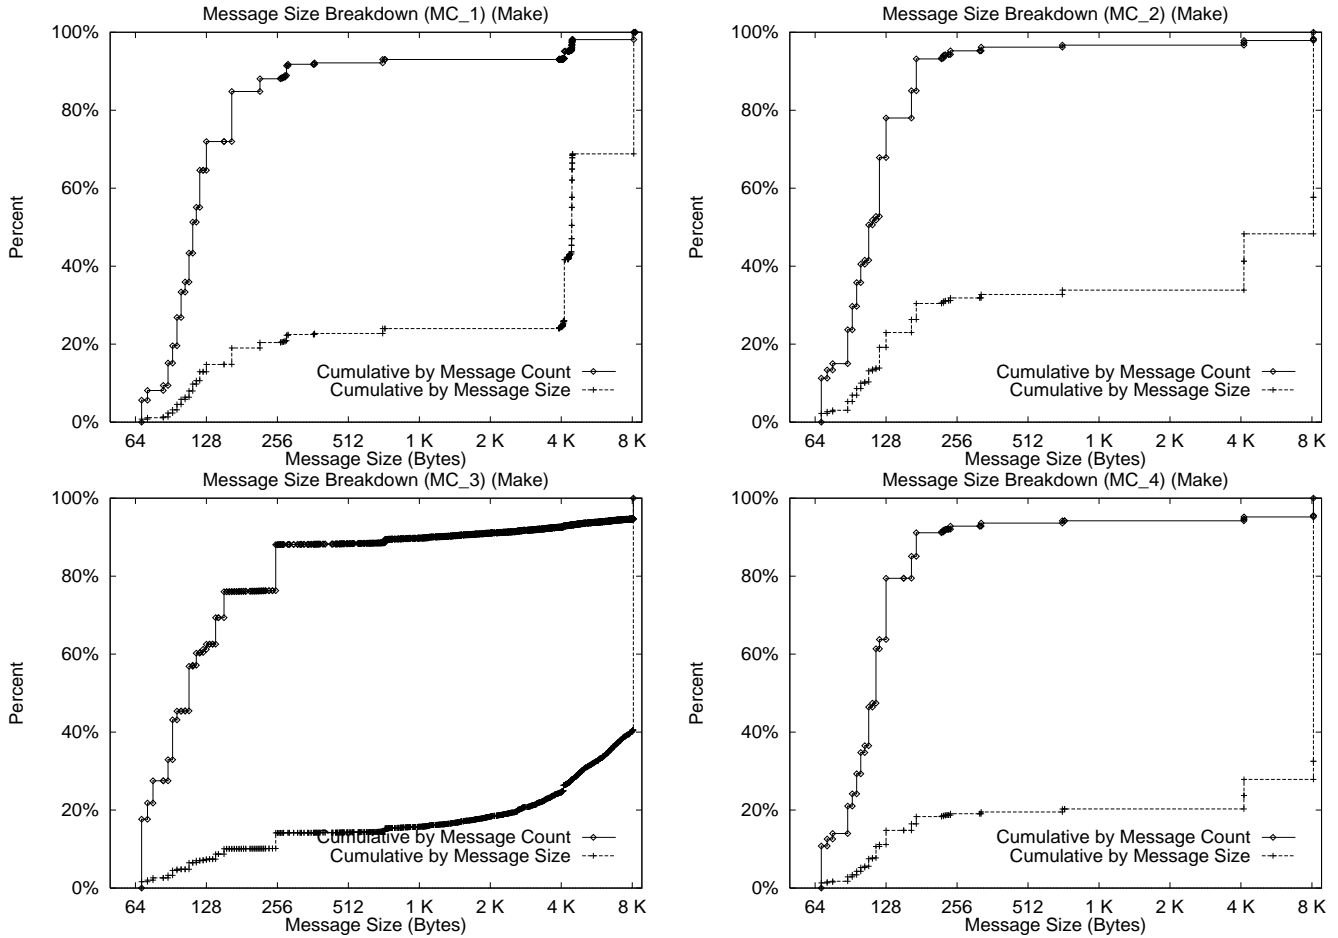 Message Size Breakdown (MC_1) (Make)
100%
80%
60%
40%
20%
0%
Percent
Cumulative by Message Count
Cumulative by Message Size
64 128 256 512 1 K 2 K 4 K 8 K
Message Size (Bytes)
Message Size Breakdown (MC_2) (Make)
100%
80%
60%
40%
20%
0%
Percent
Cumulative by Message Count
Cumulative by Message Size
64 128 256 512 1 K 2 K 4 K 8 K
Message Size (Bytes)
Message Size Breakdown (MC_3) (Make)
100%
80%
60%
40%
20%
0%
Percent
Cumulative by Message Count
Cumulative by Message Size
64 128 256 512 1 K 2 K 4 K 8 K
Message Size (Bytes)
Message Size Breakdown (MC_4) (Make)
100%
80%
60%
40%
20%
0%
Percent
Cumulative by Message Count
Cumulative by Message Size
64 128 256 512 1 K 2 K 4 K 8 K
Message Size (Bytes)